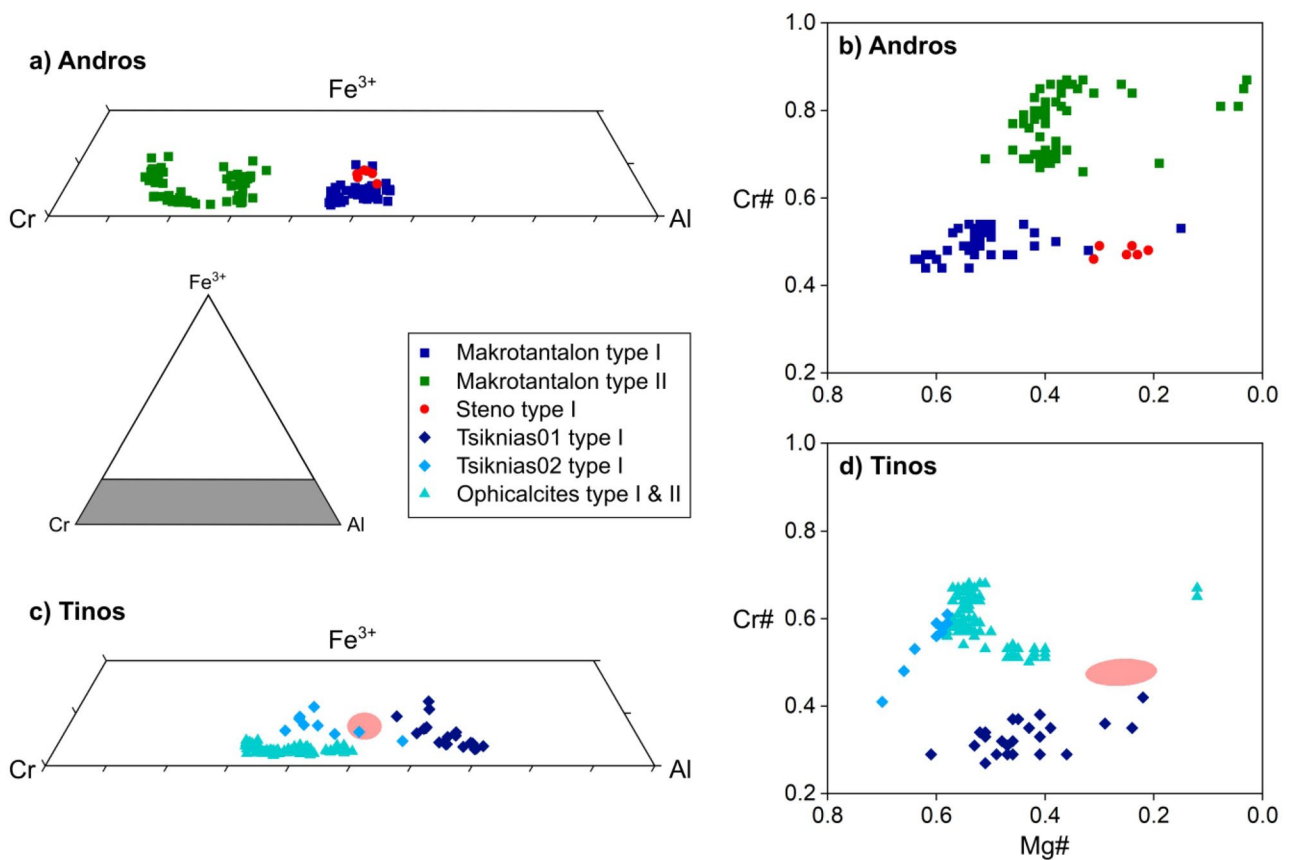 a) Andros
Fe³⁺
Cr
Al
Fe³⁺
Cr
Al
Makrotantalon type I
Makrotantalon type II
Steno type I
Tsiknias01 type I
Tsiknias02 type I
Ophicalcites type I & II
c) Tinos
Fe³⁺
Cr
Al
b) Andros
1.0
0.8
Cr#
0.6
0.4
0.2
0.8 0.6 0.4 0.2 0.0
d) Tinos
1.0
0.8
Cr#
0.6
0.4
0.2
0.8 0.6 0.4 0.2 0.0
Mg#